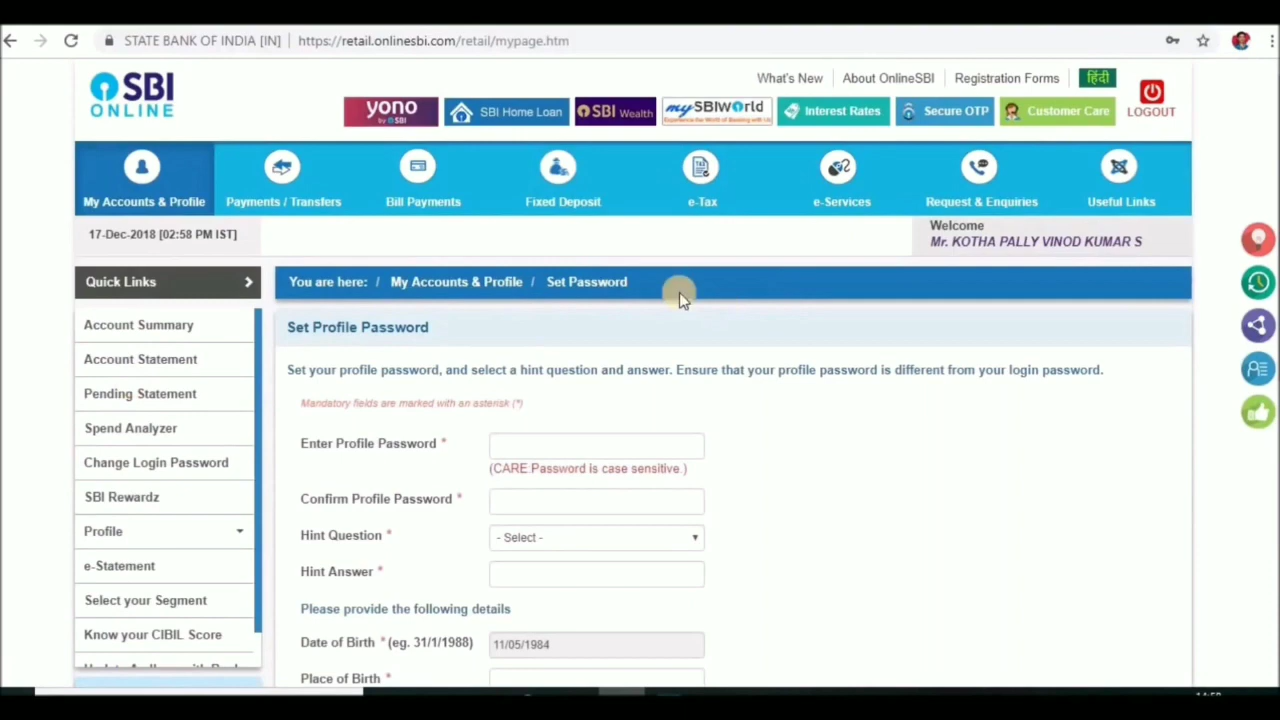 STATE BANK OF INDIA [IN] https://retail.onlinesbi.com/retail/mypage.htm
SBI
ONLINE
What's New About OnlineSBI Registration Forms हिंदी
yono
by SBI
SBI Home Loan
SBI Wealth
my SBIWorld
Interest Rates
Secure OTP
Customer Care
LOGOUT
My Accounts & Profile Payments / Transfers Bill Payments Fixed Deposit e-Tax e-Services Request & Enquiries Useful Links
17-Dec-2018 [02:58 PM IST]
Welcome
Mr. KOTHA PALLY VINOD KUMAR S
Quick Links
Account Summary
Account Statement
Pending Statement
Spend Analyzer
Change Login Password
SBI Rewardz
Profile
e-Statement
Select your Segment
Know your CIBIL Score
You are here: / My Accounts & Profile / Set Password
Set Profile Password
Set your profile password, and select a hint question and answer. Ensure that your profile password is different from your login password.
Mandatory fields are marked with an asterisk (*)
Enter Profile Password *
(CARE:Password is case sensitive.)
Confirm Profile Password *
Hint Question * - Select -
Hint Answer *
Please provide the following details
Date of Birth * (eg. 31/1/1988) 11/05/1984
Place of Birth *